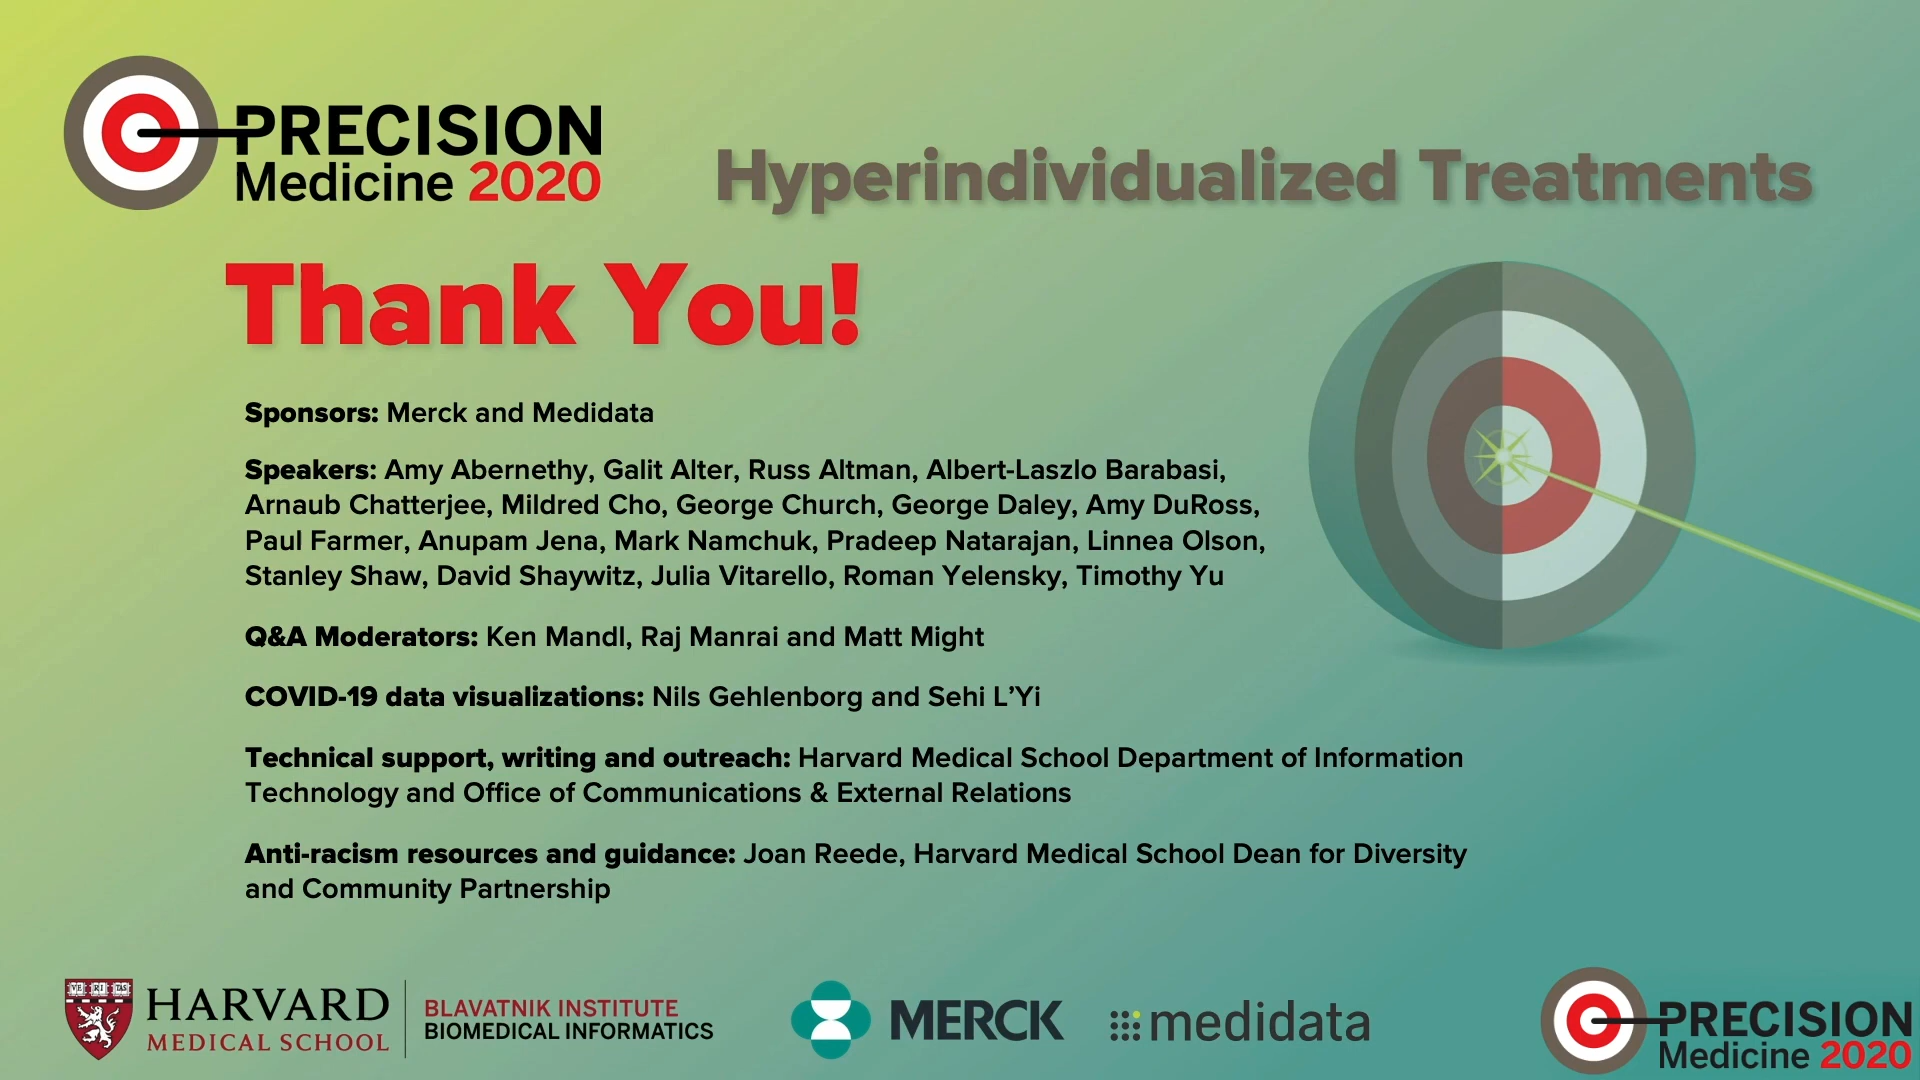 PRECISION
Medicine 2020
Hyperindividualized Treatments
Thank You!
Sponsors: Merck and Medidata
Speakers: Amy Abernethy, Galit Alter, Russ Altman, Albert-Laszlo Barabasi,
Arnaub Chatterjee, Mildred Cho, George Church, George Daley, Amy DuRoss,
Paul Farmer, Anupam Jena, Mark Namchuk, Pradeep Natarajan, Linnea Olson,
Stanley Shaw, David Shaywitz, Julia Vitarello, Roman Yelensky, Timothy Yu
Q&A Moderators: Ken Mandl, Raj Manrai and Matt Might
COVID-19 data visualizations: Nils Gehlenborg and Sehi L’Yi
Technical support, writing and outreach: Harvard Medical School Department of Information
Technology and Office of Communications & External Relations
Anti-racism resources and guidance: Joan Reede, Harvard Medical School Dean for Diversity
and Community Partnership
VE RI TAS
HARVARD
MEDICAL SCHOOL
BLAVATNIK INSTITUTE
BIOMEDICAL INFORMATICS
MERCK
medidata
PRECISION
Medicine 2020